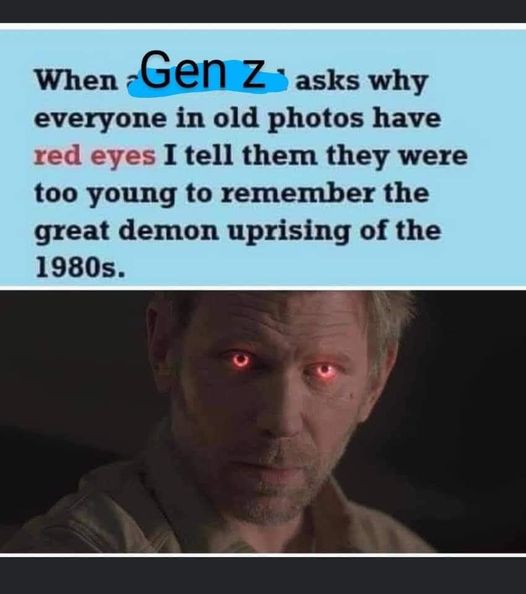 When Gen z asks why
everyone in old photos have
red eyes I tell them they were
too young to remember the
great demon uprising of the
1980s.